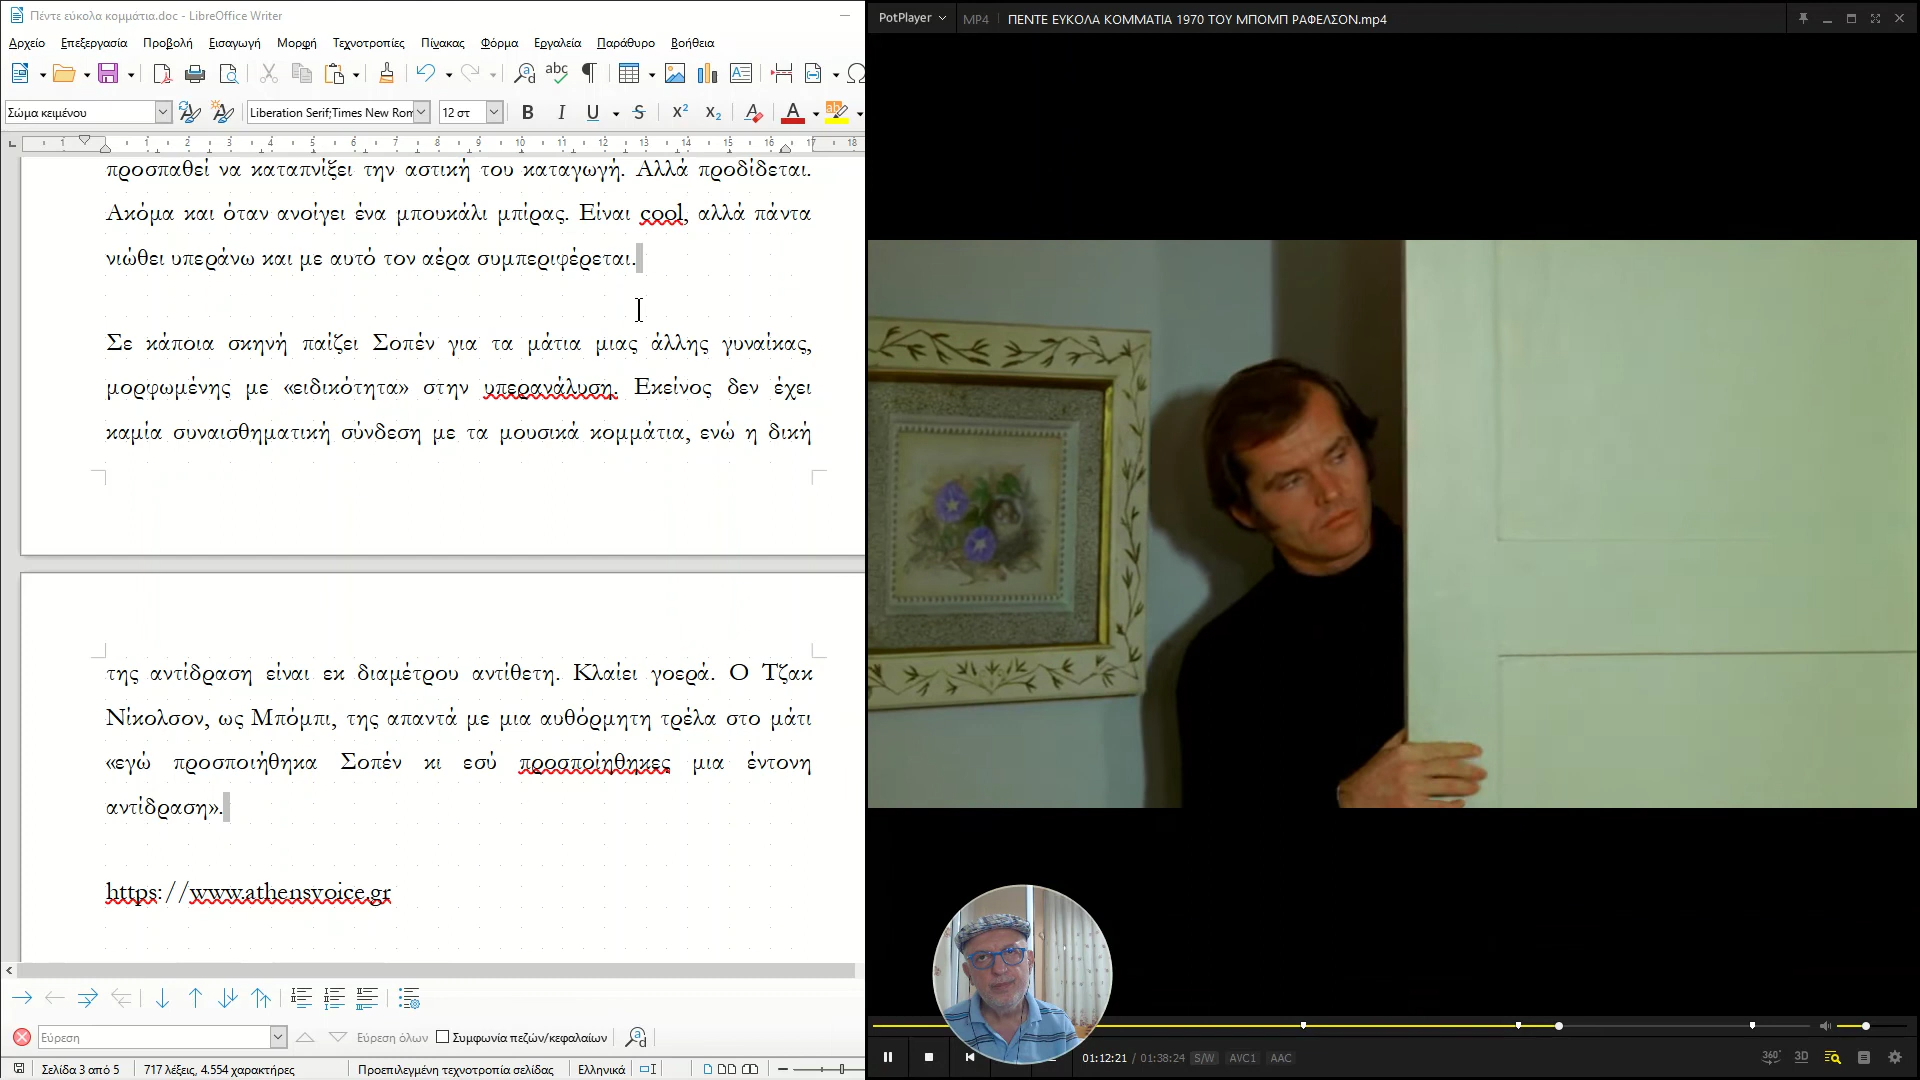 Πέντε εύκολα κομμάτια.doc - LibreOffice Writer
Αρχείο Επεξεργασία Προβολή Εισαγωγή Μορφή Τεχνοτροπίες Πίνακας Φόρμα Εργαλεία Παράθυρο Βοήθεια
Σώμα κειμένου Liberation Serif;Times New Rom 12 στ
προσπαθεί να καταπνίξει την αστική του καταγωγή. Αλλά προδίδεται.
Ακόμα και όταν ανοίγει ένα μπουκάλι μπίρας. Είναι cool, αλλά πάντα
νιώθει υπεράνω και με αυτό τον αέρα συμπεριφέρεται.
Σε κάποια σκηνή παίζει Σοπέν για τα μάτια μιας άλλης γυναίκας,
μορφωμένης με «ειδικότητα» στην υπερανάλυση. Εκείνος δεν έχει
καμία συναισθηματική σύνδεση με τα μουσικά κομμάτια, ενώ η δική
της αντίδραση είναι εκ διαμέτρου αντίθετη. Κλαίει γοερά. Ο Τζακ
Νίκολσον, ως Μπόμπι, της απαντά με μια αυθόρμητη τρέλα στο μάτι
«εγώ προσποιήθηκα Σοπέν κι εσύ προσποίηθηκες μια έντονη
αντίδραση».
https://www.athensvoice.gr
Εύρεση Εύρεση όλων Συμφωνία πεζών/κεφαλαίων
Σελίδα 3 από 5 717 λέξεις, 4.554 χαρακτήρες Προεπιλεγμένη τεχνοτροπία σελίδας Ελληνικά
PotPlayer MP4 ΠΕΝΤΕ ΕΥΚΟΛΑ ΚΟΜΜΑΤΙΑ 1970 ΤΟΥ ΜΠΟΜΠ ΡΑΦΕΛΣΟΝ.mp4
01:12:21 / 01:38:24 S/W AVC1 AAC
360° 3D